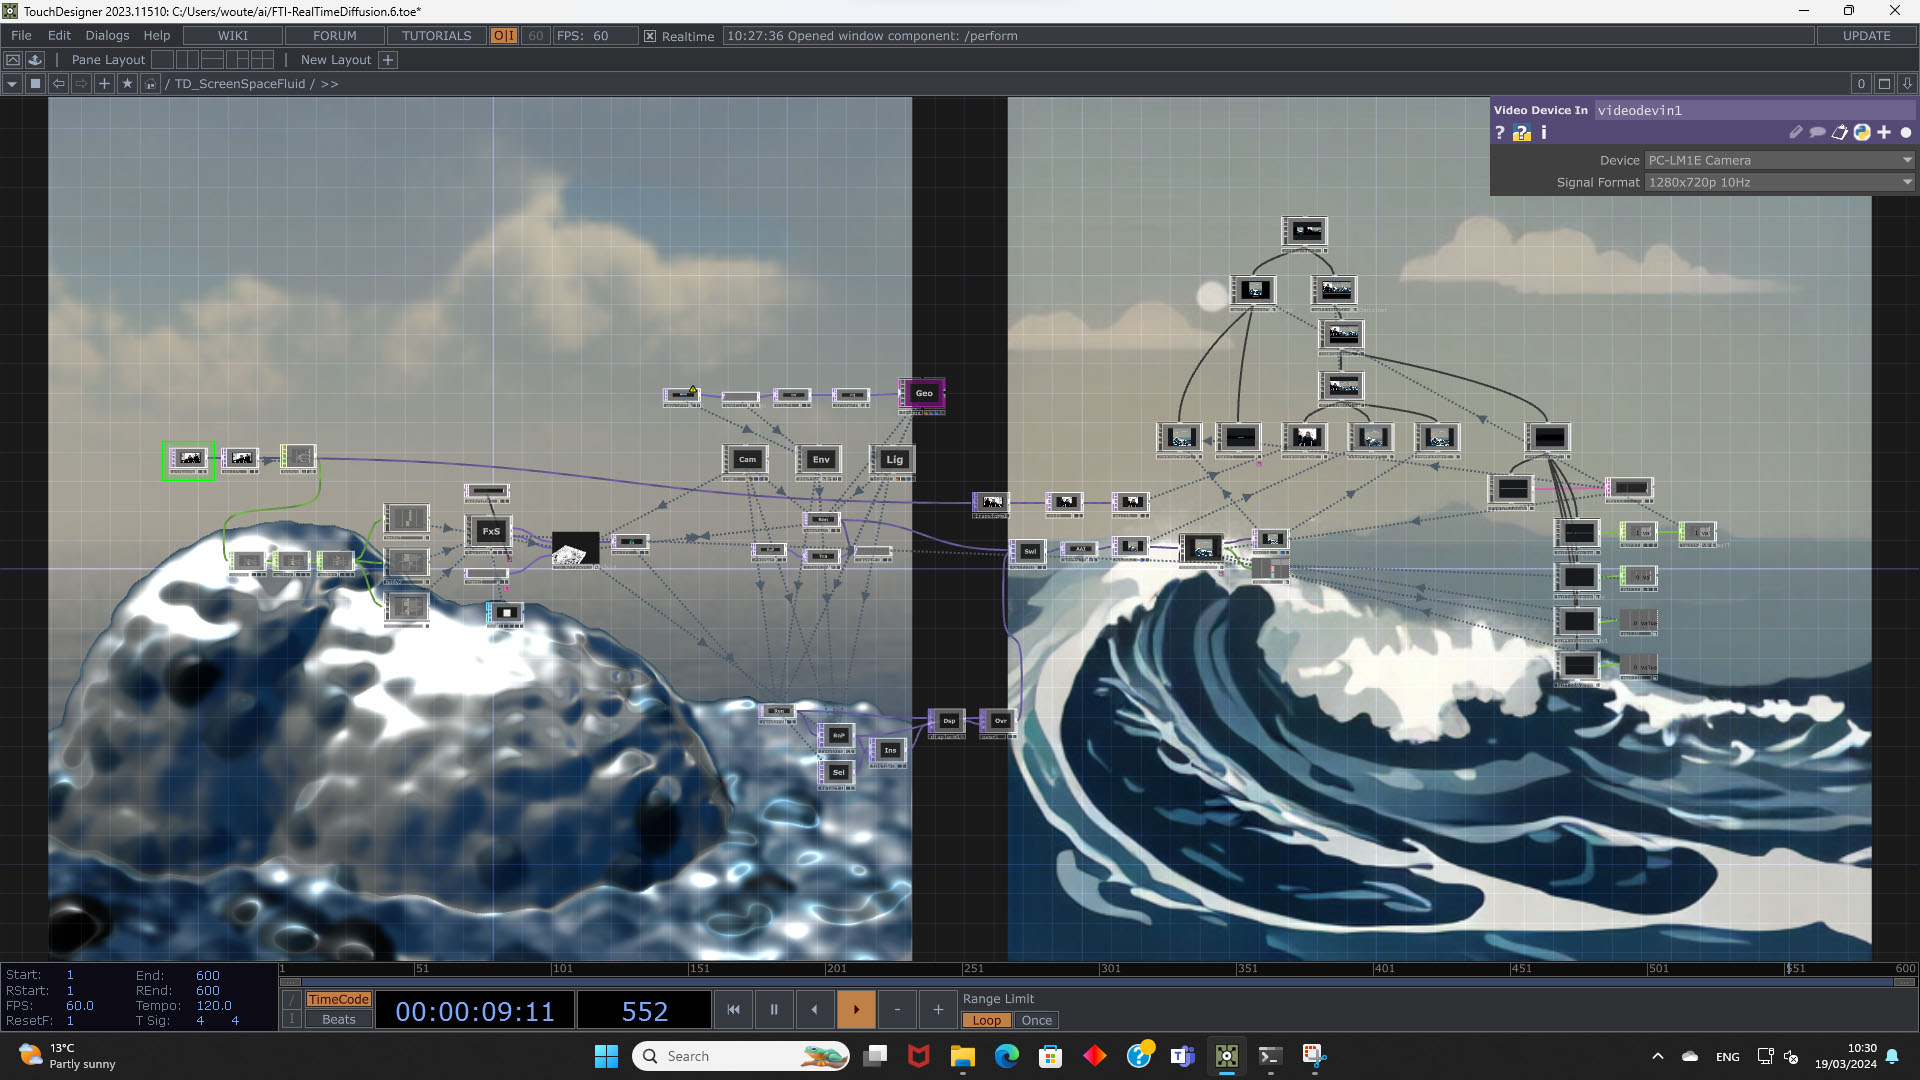 TouchDesigner 2023.11510: C:/Users/woute/ai/FTI-RealTimeDiffusion.6.toe*
File Edit Dialogs Help WIKI FORUM TUTORIALS O|I 60 FPS: 60 Realtime 10:27:36 Opened window component: /perform UPDATE
Pane Layout New Layout +
/ TD_ScreenSpaceFluid / >> 0
Video Device In videodevin1
Device PC-LM1E Camera
Signal Format 1280x720p 10Hz
Geo
Cam Env Lig
FxS
Ren
Swi
Dsp Ovr
RnP
Ins
Sel
Start: 1 End: 600
RStart: 1 REnd: 600
FPS: 60.0 Tempo: 120.0
ResetF: 1 T Sig: 4 4
1 51 101 151 201 251 301 351 401 451 501 551 600
TimeCode
Beats
00:00:09:11 552
Range Limit
Loop Once
13°C
Partly sunny
Search
ENG
10:30
19/03/2024